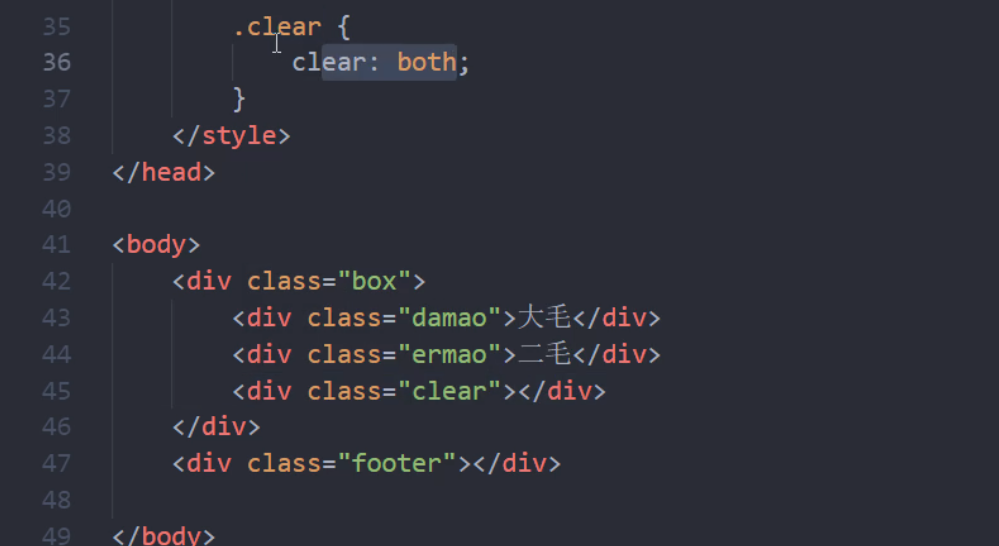 35 .clear {
36 clear: both;
37 }
38 </style>
39 </head>
40
41 <body>
42 <div class="box">
43 <div class="damao">大毛</div>
44 <div class="ermao">二毛</div>
45 <div class="clear"></div>
46 </div>
47 <div class="footer"></div>
48
49 </body>